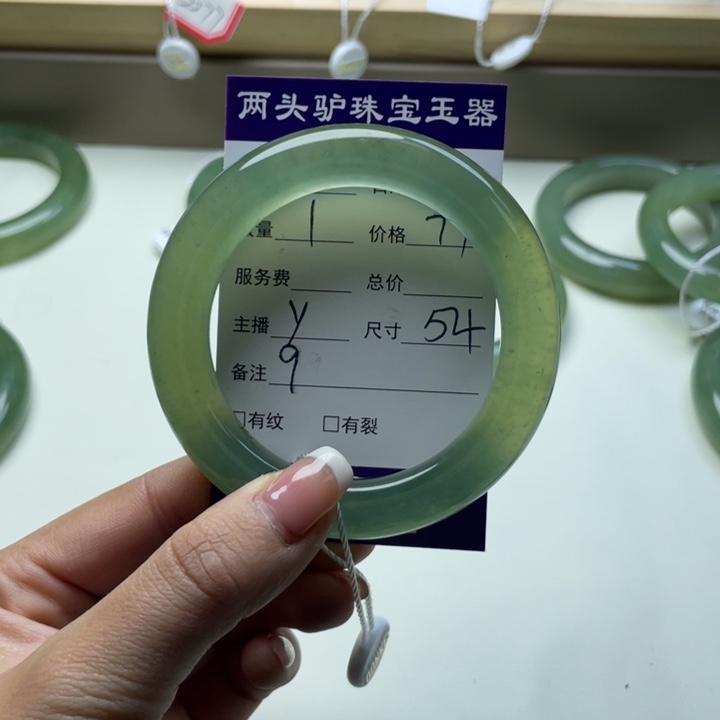 两头驴珠宝玉器
量 1 价格
服务费 总价
主播 y 尺寸 54
备注 9
□有纹 □有裂